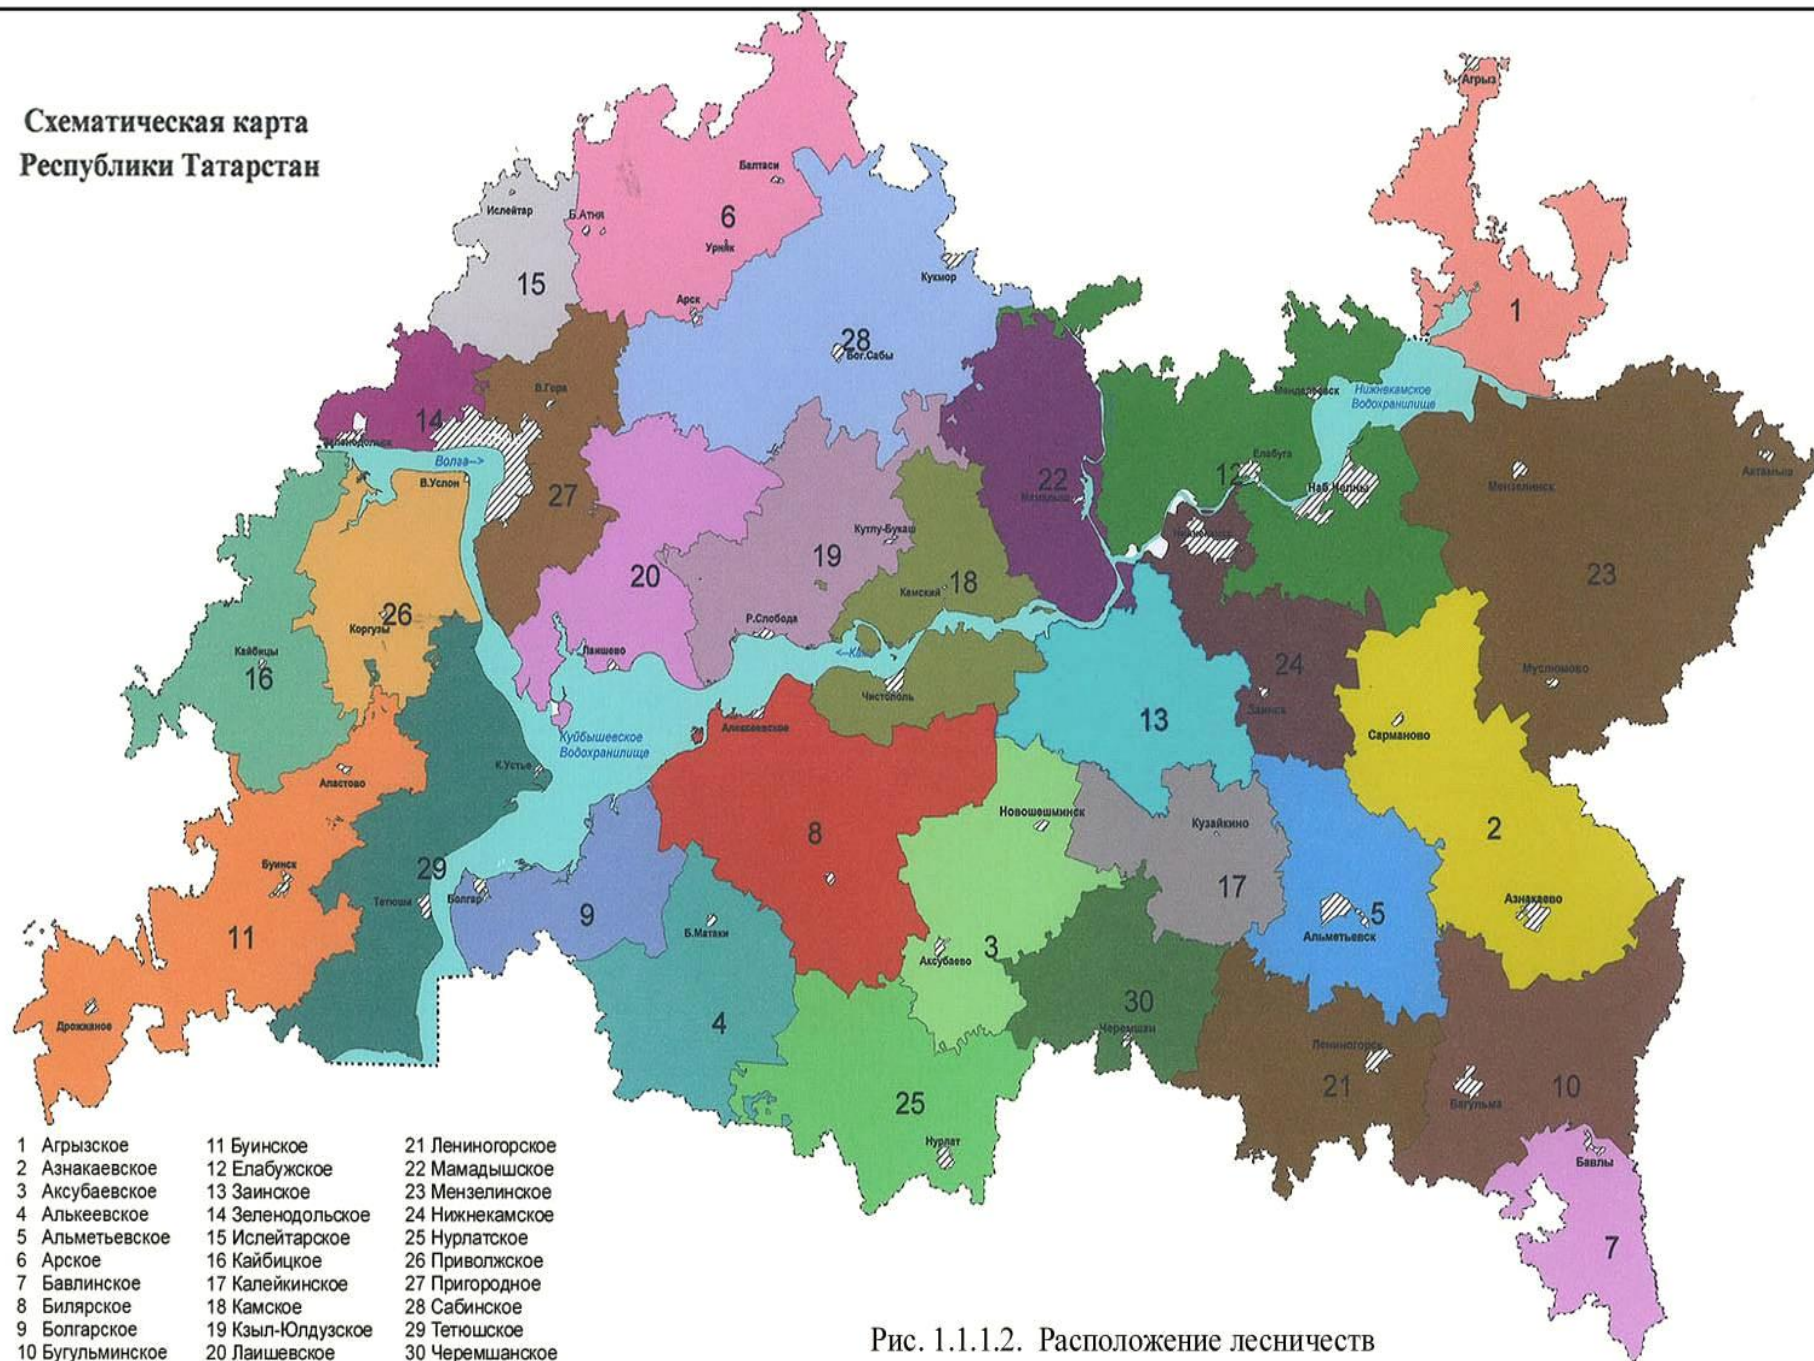 Схематическая карта
Республики Татарстан
Агрыз
Балтаси
Ислейтар
Б.Атня
6
Урняк
Кукмор
15
Арск
1
28
Бог.Сабы
В.Гора
Менделеевск
Нижнекамское
Водохранилище
14
Зеленодольск
Волга-->
Елабуга
Актаныш
В.Услон
22
12
Наб.Челны
Мензелинск
27
Кутлу-Букаш
19
20
18
Камский
23
26
Коргузы
Р.Слобода
Кайбицы
16
Лаишево
24
Муслюмово
Чистополь
Заинск
13
Алексеевское
Сарманово
Куйбышевское
Водохранилище
К.Устье
Апастово
Новошешминск
Кузайкино
8
2
Буинск
29
17
Тетюши
Болгар
9
Азнакаево
5
11
Б.Матаки
Альметьевск
3
Аксубаево
30
Дрожжаное
4
Черемшан
Лениногорск
21
10
25
Бугульма
Нурлат
Бавлы
7
1 Агрызское
2 Азнакаевское
3 Аксубаевское
4 Алькеевское
5 Альметьевское
6 Арское
7 Бавлинское
8 Билярское
9 Болгарское
10 Бугульминское
11 Буинское
12 Елабужское
13 Заинское
14 Зеленодольское
15 Ислейтарское
16 Кайбицкое
17 Калейкинское
18 Камское
19 Кзыл-Юлдузское
20 Лаишевское
21 Лениногорское
22 Мамадышское
23 Мензелинское
24 Нижнекамское
25 Нурлатское
26 Приволжское
27 Пригородное
28 Сабинское
29 Тетюшское
30 Черемшанское
Рис. 1.1.1.2. Расположение лесничеств